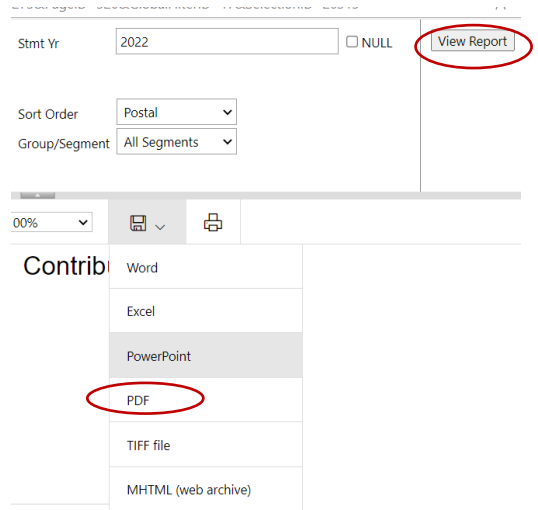 Stmt Yr 2022 NULL View Report
Sort Order Postal
Group/Segment All Segments
00%
Contrib
Word
Excel
PowerPoint
PDF
TIFF file
MHTML (web archive)